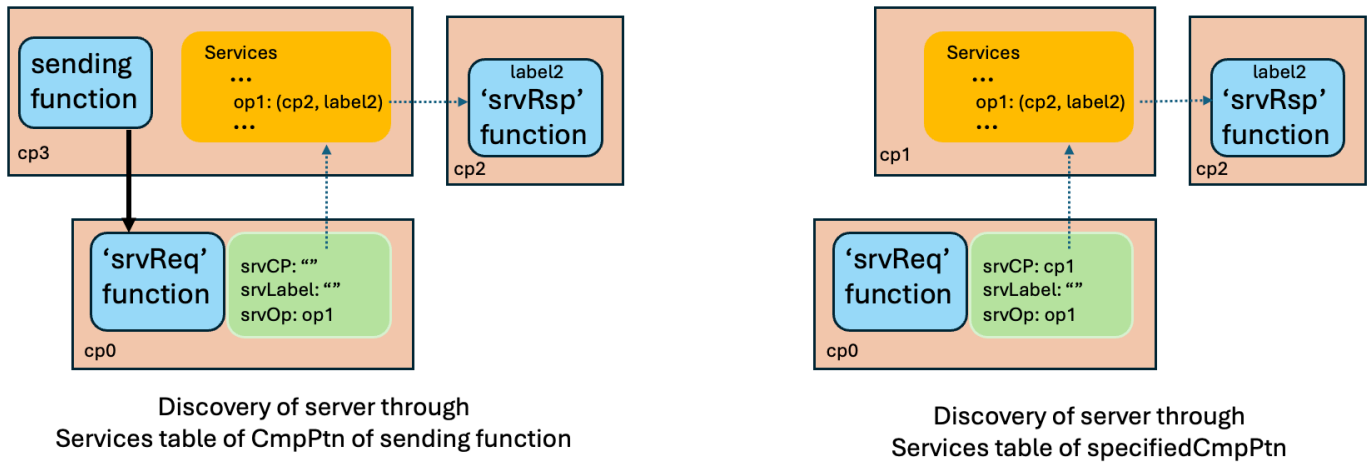 sending
function
Services
...
op1: (cp2, label2)
...
cp3
label2
‘srvRsp’
function
cp2
‘srvReq’
function
srvCP: “”
srvLabel: “”
srvOp: op1
cp0
Discovery of server through
Services table of CmpPtn of sending function
Services
...
op1: (cp2, label2)
...
cp1
label2
‘srvRsp’
function
cp2
‘srvReq’
function
srvCP: cp1
srvLabel: “”
srvOp: op1
cp0
Discovery of server through
Services table of specifiedCmpPtn